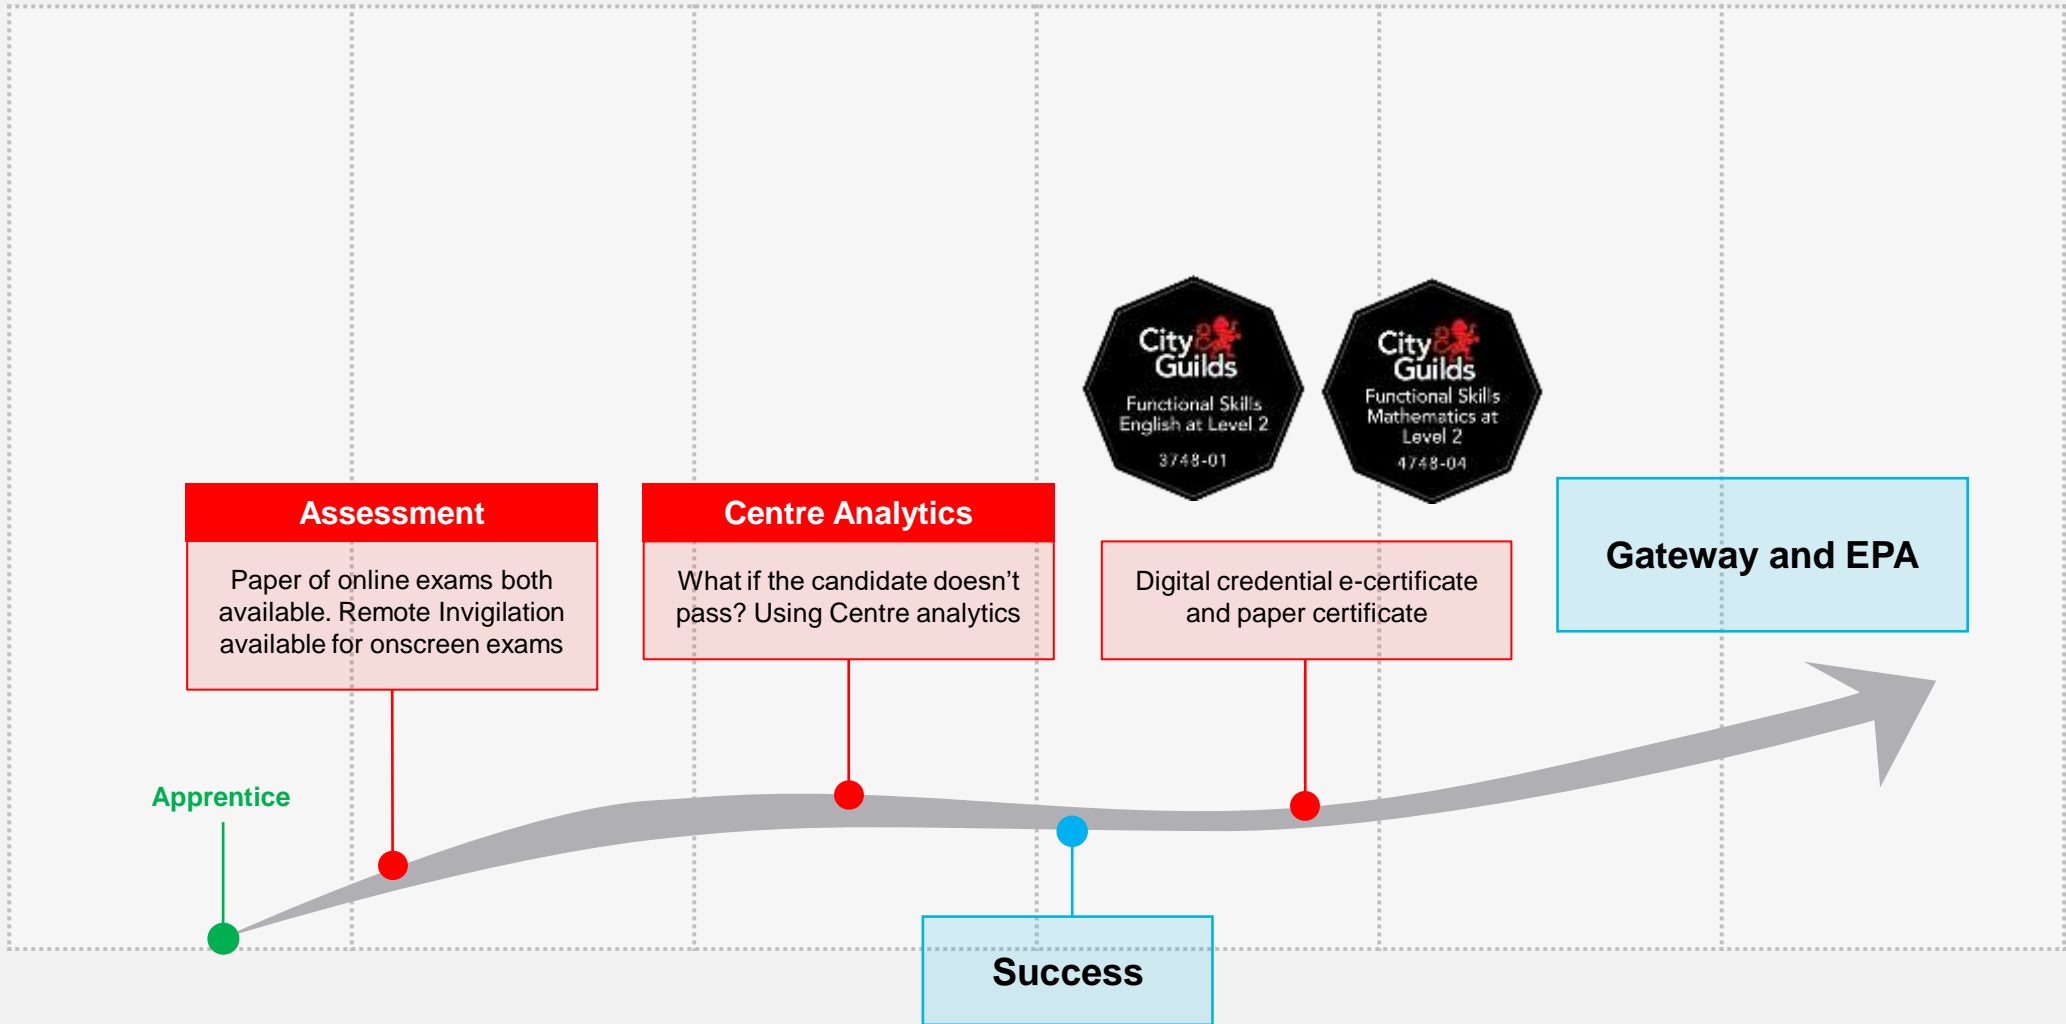 City
Guilds
Functional Skills
English at Level 2
3748-01
City
Guilds
Functional Skills
Mathematics at
Level 2
4748-04
Assessment
Paper of online exams both
available. Remote Invigilation
available for onscreen exams
Centre Analytics
What if the candidate doesn’t
pass? Using Centre analytics
Digital credential e-certificate
and paper certificate
Gateway and EPA
Apprentice
Success